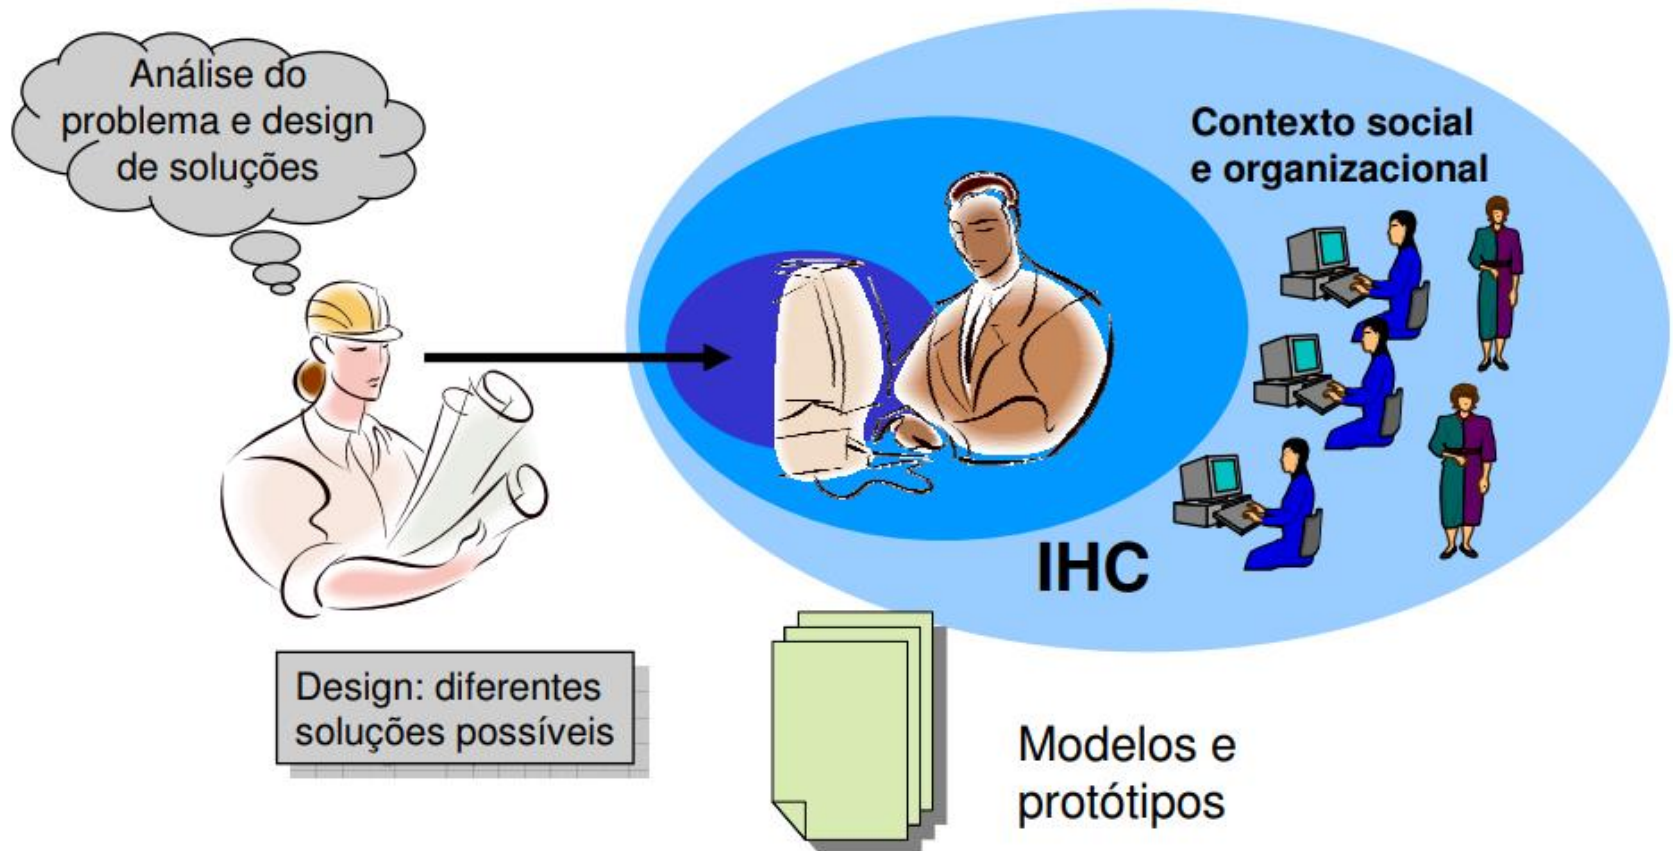 Análise do
problema e design
de soluções
Contexto social
e organizacional
IHC
Design: diferentes
soluções possíveis
Modelos e
protótipos